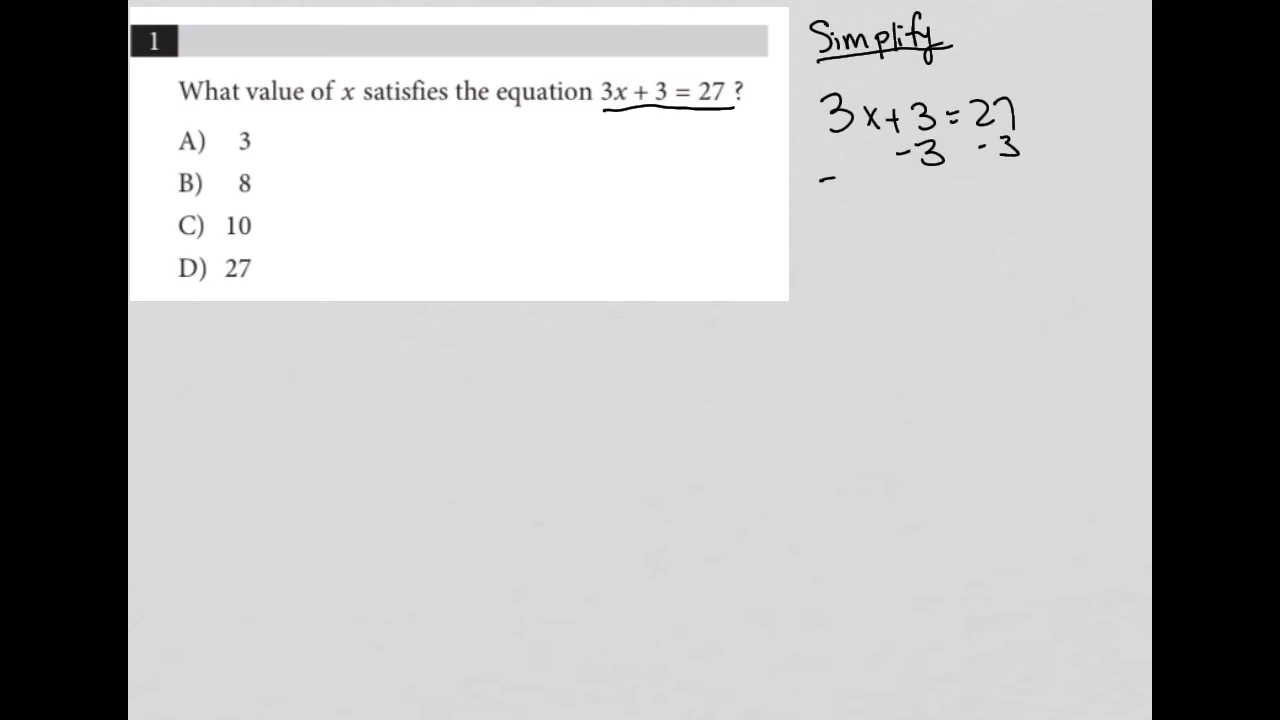 1
What value of x satisfies the equation 3x + 3 = 27 ?
A) 3
B) 8
C) 10
D) 27
Simplify
3x+3=27
-3 -3